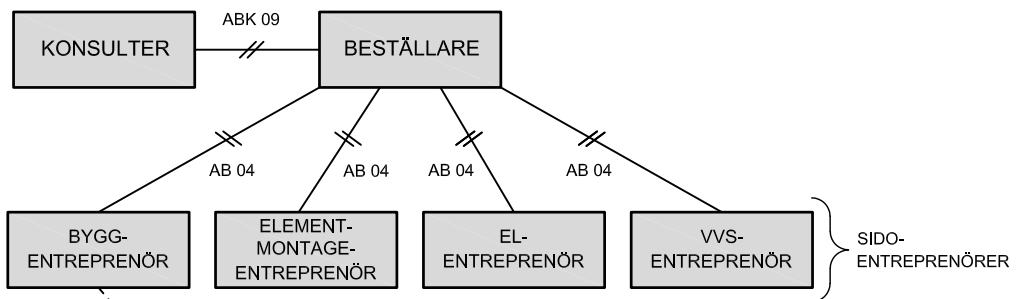 ABK 09
KONSULTER
BESTÄLLARE
AB 04
AB 04
AB 04
AB 04
BYGG-
ENTREPRENÖR
ELEMENT-
MONTAGE-
ENTREPRENÖR
EL-
ENTREPRENÖR
VVS-
ENTREPRENÖR
SIDO-
ENTREPRENÖRER